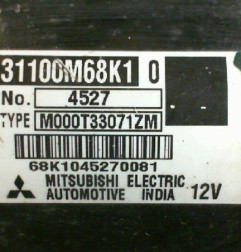 31100M68K1 0
No. 4527
TYPE M000T33071ZM
68K1045270081
MITSUBISHI ELECTRIC
AUTOMOTIVE INDIA 12V